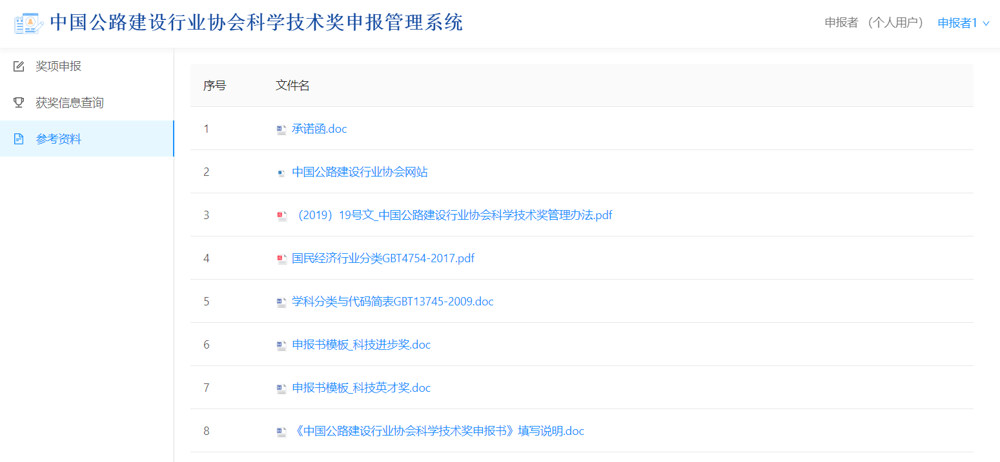 中国公路建设行业协会科学技术奖申报管理系统
申报者 （个人用户） 申报者1
奖项申报
获奖信息查询
参考资料
序号 文件名
1 承诺函.doc
2 中国公路建设行业协会网站
3 （2019）19号文_中国公路建设行业协会科学技术奖管理办法.pdf
4 国民经济行业分类GBT4754-2017.pdf
5 学科分类与代码简表GBT13745-2009.doc
6 申报书模板_科技进步奖.doc
7 申报书模板_科技英才奖.doc
8 《中国公路建设行业协会科学技术奖申报书》填写说明.doc